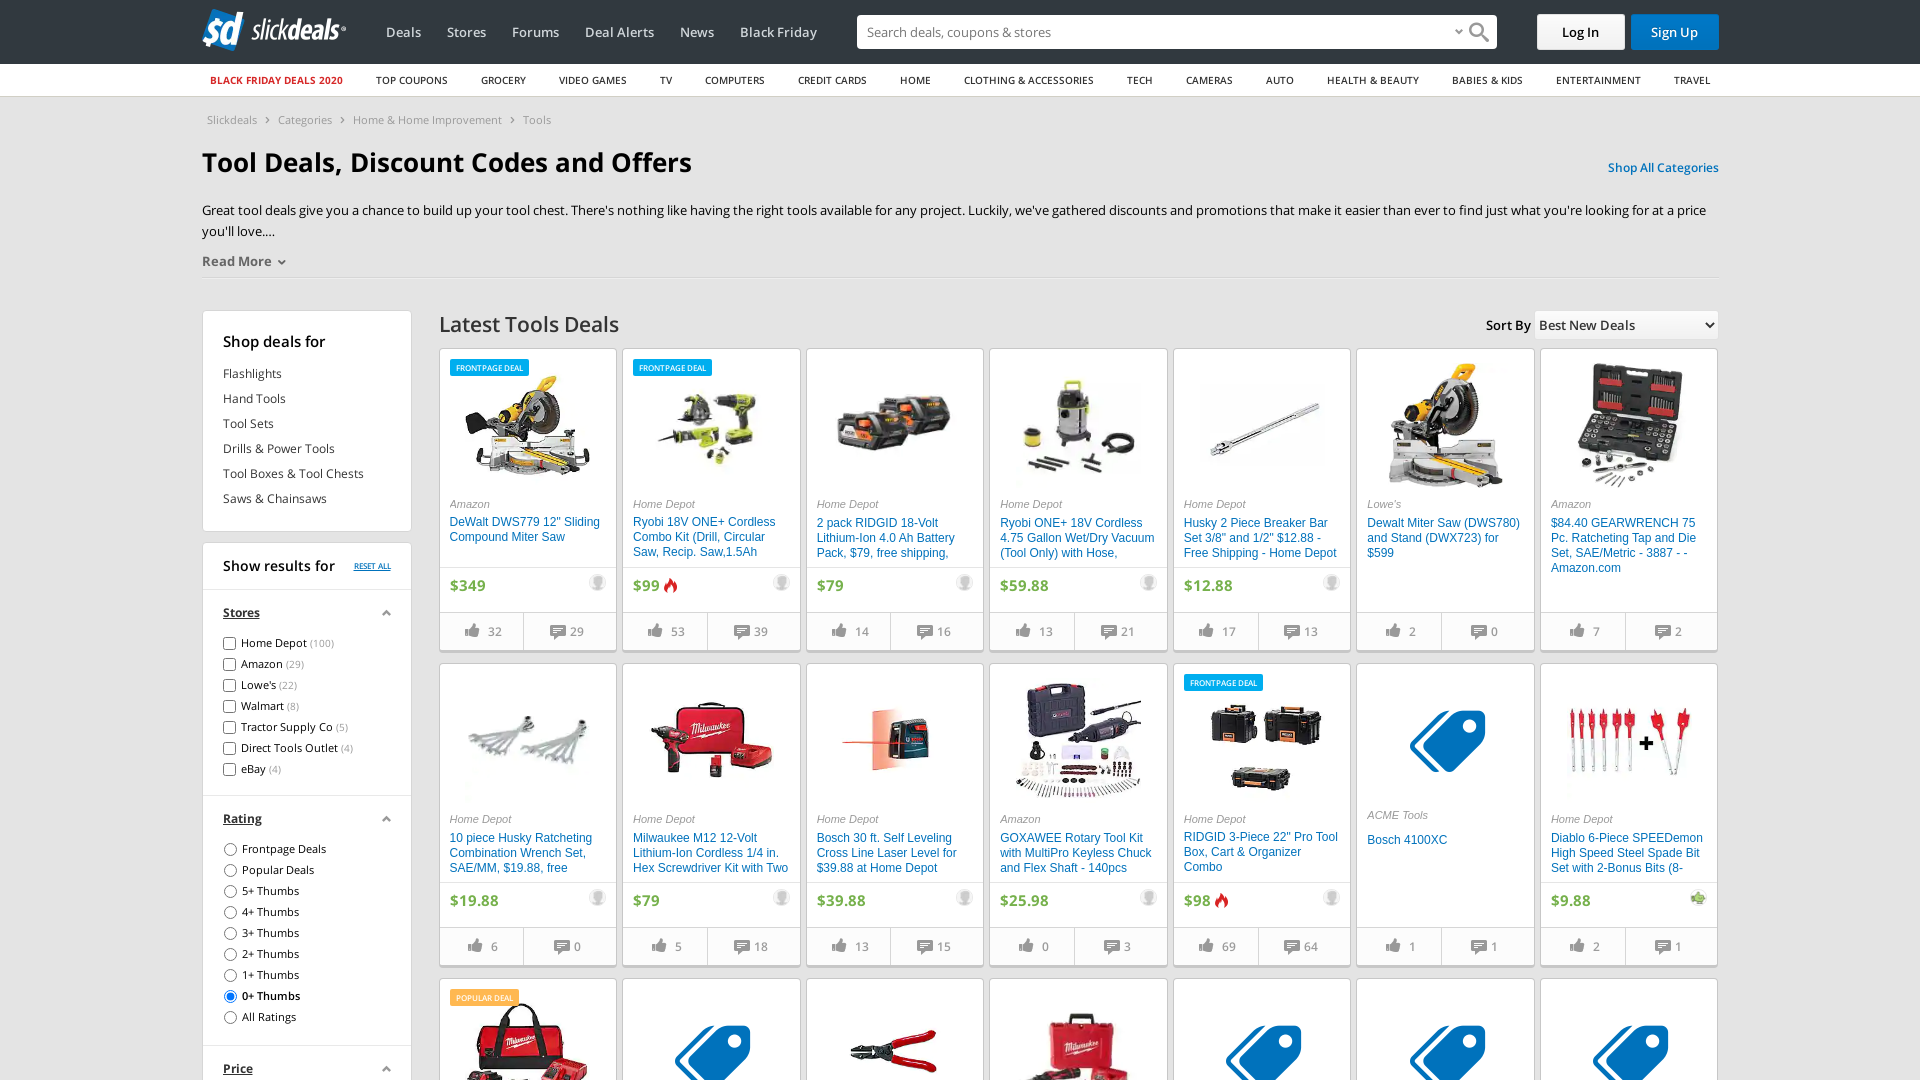 slickdeals
Deals
Stores
Forums
Deal Alerts
News
Black Friday
Search deals, coupons & shopping
Log In
Sign Up
BLACK FRIDAY DEALS 2020
TOP COUPONS
GROCERY
VIDEO GAMES
TV
COMPUTERS
CREDIT CARDS
HOME
CLOTHING & ACCESSORIES
TECH
CAMERAS
AUTO
HEALTH & BEAUTY
BABIES & KIDS
ENTERTAINMENT
TRAVEL
Slickdeals
Categories
Home & Home Improvement
Tools
Tool Deals, Discount Codes and Offers
Shop All Categories
Great tool deals give you a chance to build up your tool chest. There's nothing like having the right tools available for any project. Luckily, we've gathered discounts and promotions that make it easier than ever to find just what you're looking for at a price
you'll love....
Read More
Shop deals for
Flashlights
Hand Tools
Tool Sets
Drills & Power Tools
Tool Boxes & Tool Chests
Saws & Chainsaws
Show results for
RESET ALL
Stores
Home Depot (100)
Amazon (29)
Lowe's (22)
Walmart (8)
Tractor Supply Co (5)
Direct Tools Outlet (4)
eBay (4)
Rating
Frontpage Deals
Popular Deals
5+ Thumbs
4+ Thumbs
3+ Thumbs
2+ Thumbs
1+ Thumbs
0+ Thumbs
All Ratings
Price
Latest Tools Deals
Sort By
Best New Deals
FRONTPAGE DEAL
Amazon
DeWalt DWS779 12" Sliding
Compound Miter Saw
$349
32
29
FRONTPAGE DEAL
Home Depot
Ryobi 18V ONE+ Cordless
Combo Kit (Drill, Circular
Saw, Recip. Saw,1.5Ah
$99
53
39
Home Depot
2 pack RIDGID 18-Volt
Lithium-Ion 4.0 Ah Battery
Pack, $79, free shipping,
$79
14
16
Home Depot
Ryobi ONE+ 18V Cordless
4.75 Gallon Wet/Dry Vacuum
(Tool Only) with Hose,
$59.88
13
21
Home Depot
Husky 2 Piece Breaker Bar
Set 3/8" and 1/2" $12.88 -
Free Shipping - Home Depot
$12.88
17
13
Lowe's
Dewalt Miter Saw (DWS780)
and Stand (DWX723) for
$599
2
0
Amazon
$84.40 GEARWRENCH 75
Pc. Ratcheting Tap and Die
Set, SAE/Metric - 3887 - -
Amazon.com
7
2
Home Depot
10 piece Husky Ratcheting
Combination Wrench Set,
SAE/MM, $19.88, free
$19.88
6
0
Milwaukee
Home Depot
Milwaukee M12 12-Volt
Lithium-Ion Cordless 1/4 in.
Hex Screwdriver Kit with Two
$79
5
18
Home Depot
Bosch 30 ft. Self Leveling
Cross Line Laser Level for
$39.88 at Home Depot
$39.88
13
15
Amazon
GOXAWEE Rotary Tool Kit
with MultiPro Keyless Chuck
and Flex Shaft - 140pcs
$25.98
0
3
FRONTPAGE DEAL
Home Depot
RIDGID 3-Piece 22" Pro Tool
Box, Cart & Organizer
Combo
$98
69
64
ACME Tools
Bosch 4100XC
1
1
Home Depot
Diablo 6-Piece SPEEDemon
High Speed Steel Spade Bit
Set with 2-Bonus Bits (8-
$9.88
2
1
POPULAR DEAL
Milwaukee
Milwaukee